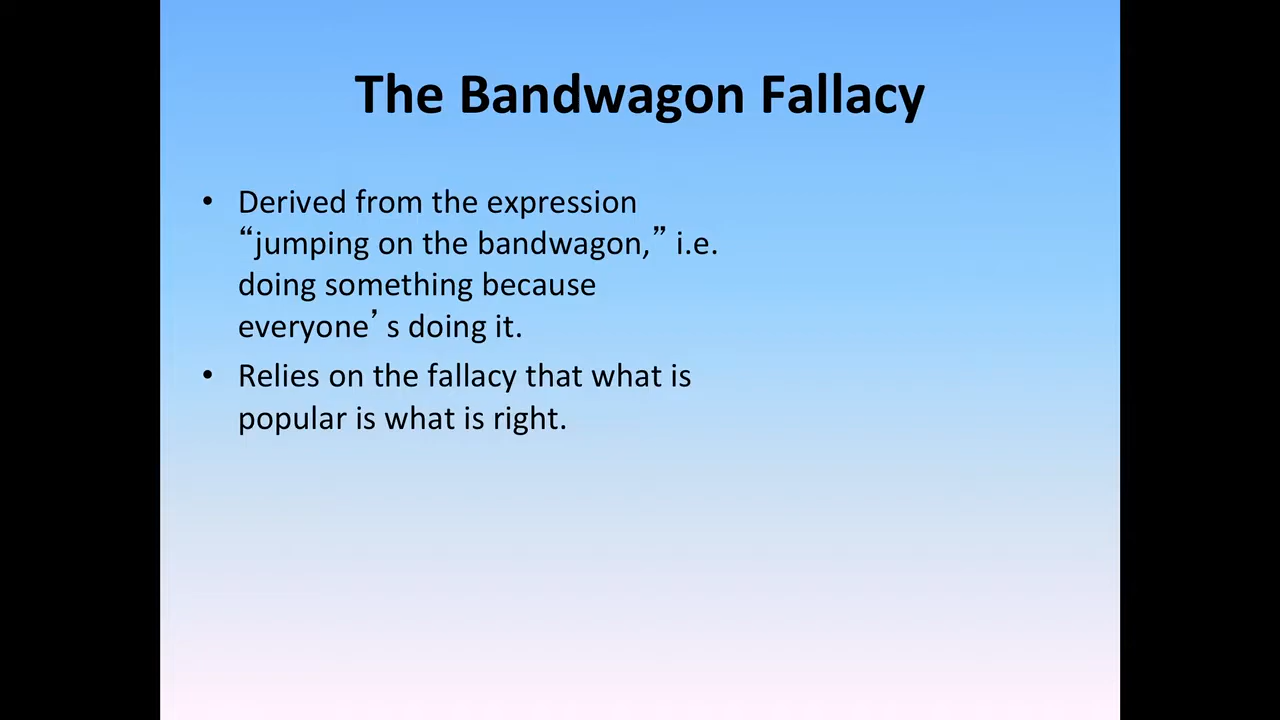 The Bandwagon Fallacy
• Derived from the expression
“jumping on the bandwagon,” i.e.
doing something because
everyone’s doing it.
• Relies on the fallacy that what is
popular is what is right.